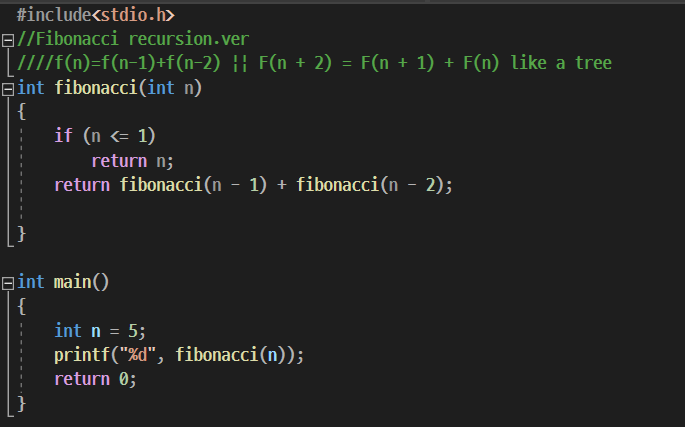 #include<stdio.h>
//Fibonacci recursion.ver
////f(n)=f(n-1)+f(n-2) || F(n + 2) = F(n + 1) + F(n) like a tree
int fibonacci(int n)
{
    if (n <= 1)
        return n;
    return fibonacci(n - 1) + fibonacci(n - 2);
}
int main()
{
    int n = 5;
    printf("%d", fibonacci(n));
    return 0;
}